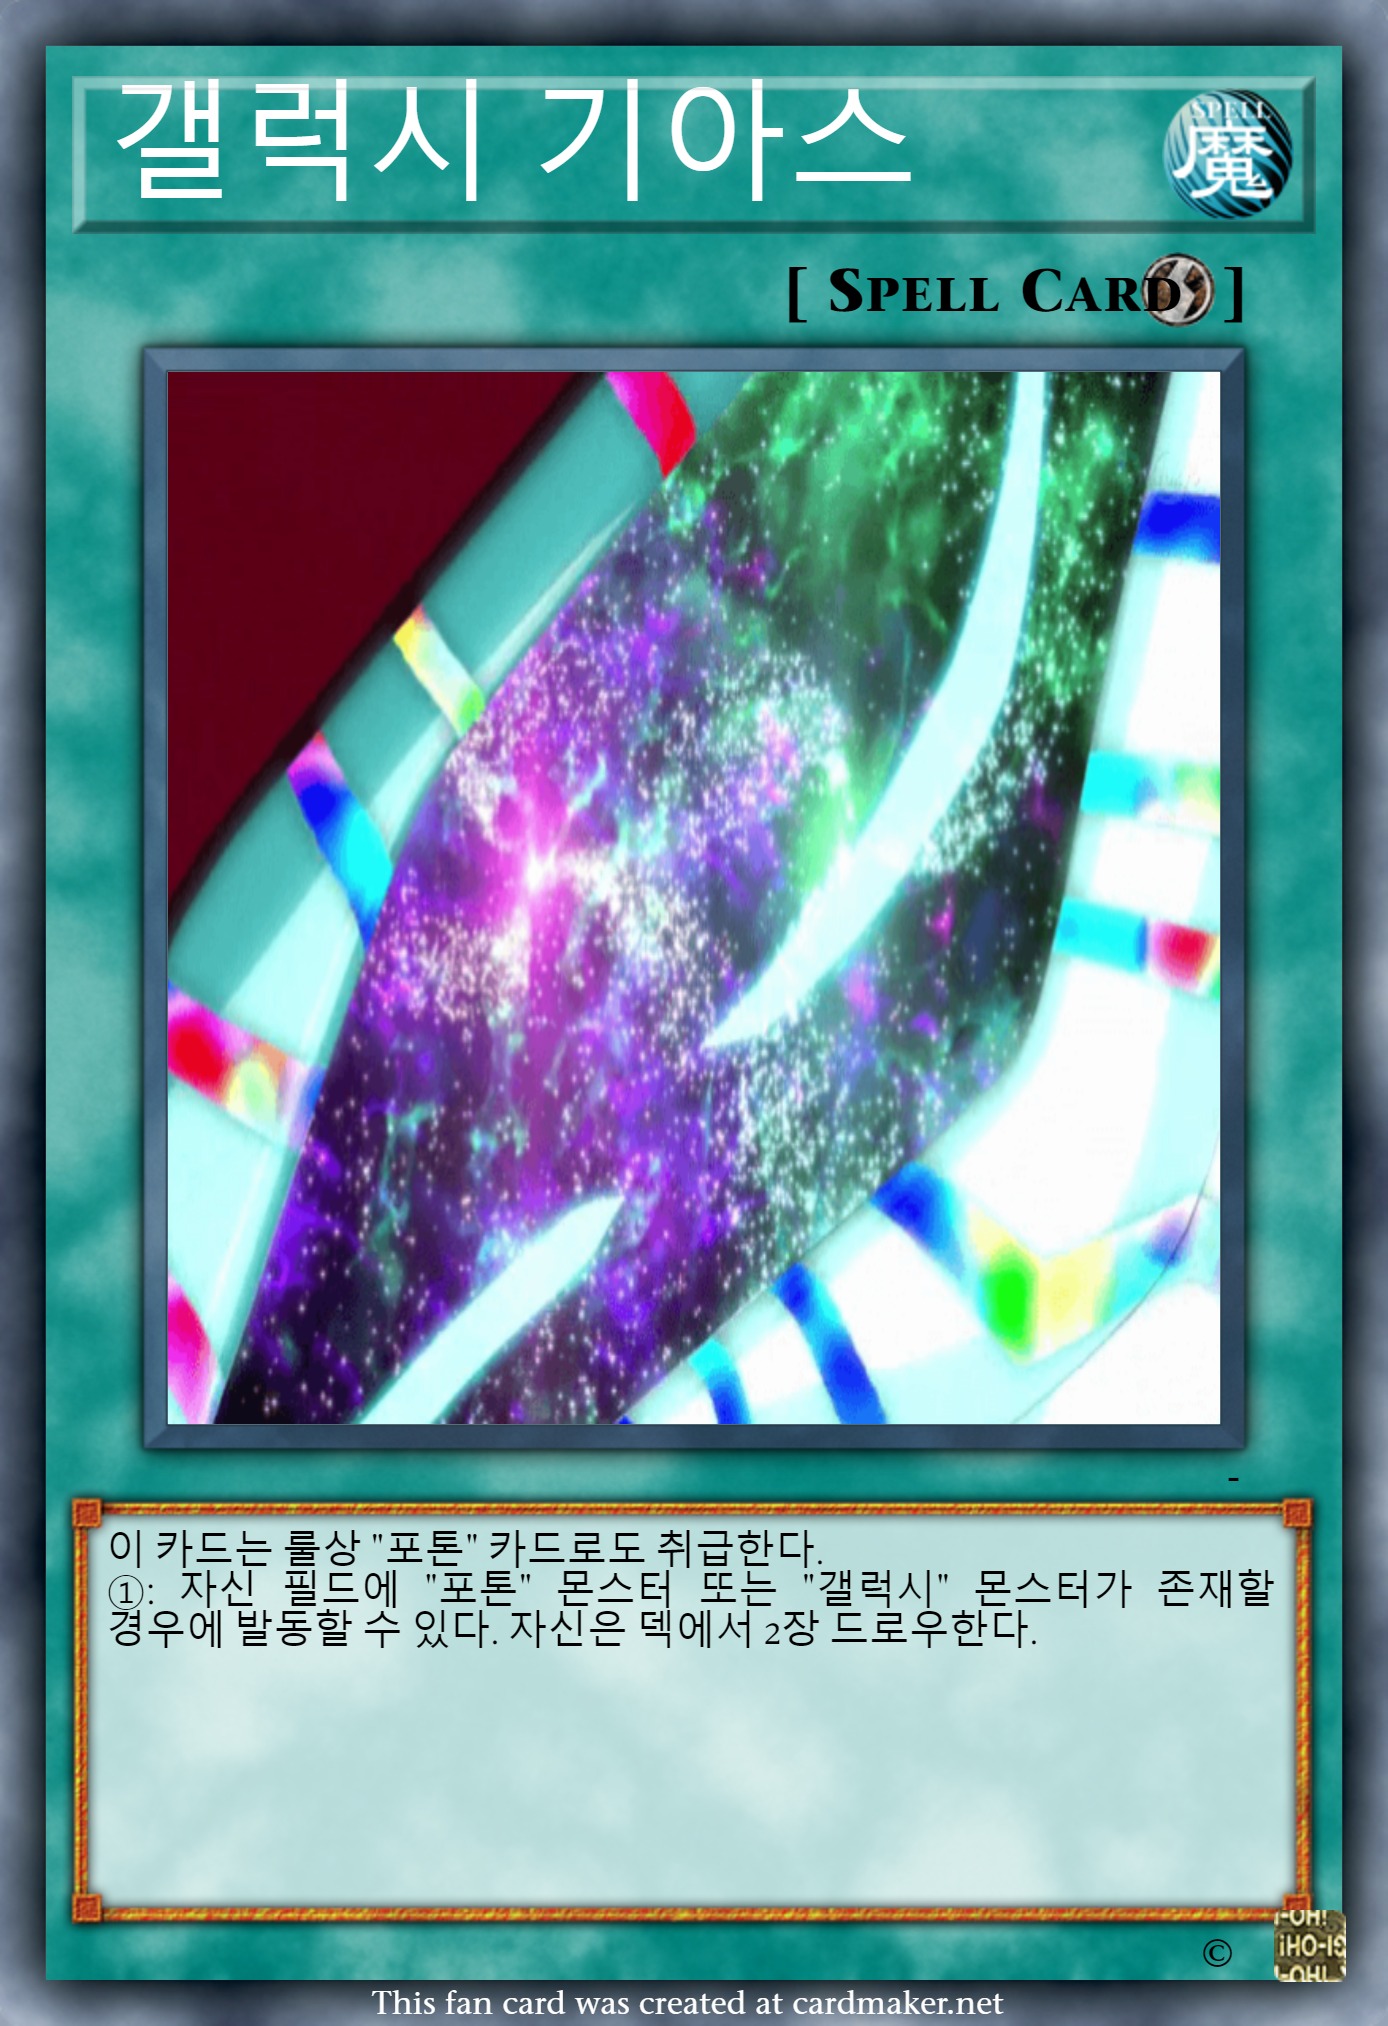 갤럭시 기아스
SPELL
魔
[ SPELL CARD ]
-
이 카드는 룰상 "포톤" 카드로도 취급한다.
①: 자신 필드에 "포톤" 몬스터 또는 "갤럭시" 몬스터가 존재할
경우에 발동할 수 있다. 자신은 덱에서 2장 드로우한다.
©
-OH!
iHO-IS
-OH!
This fan card was created at cardmaker.net